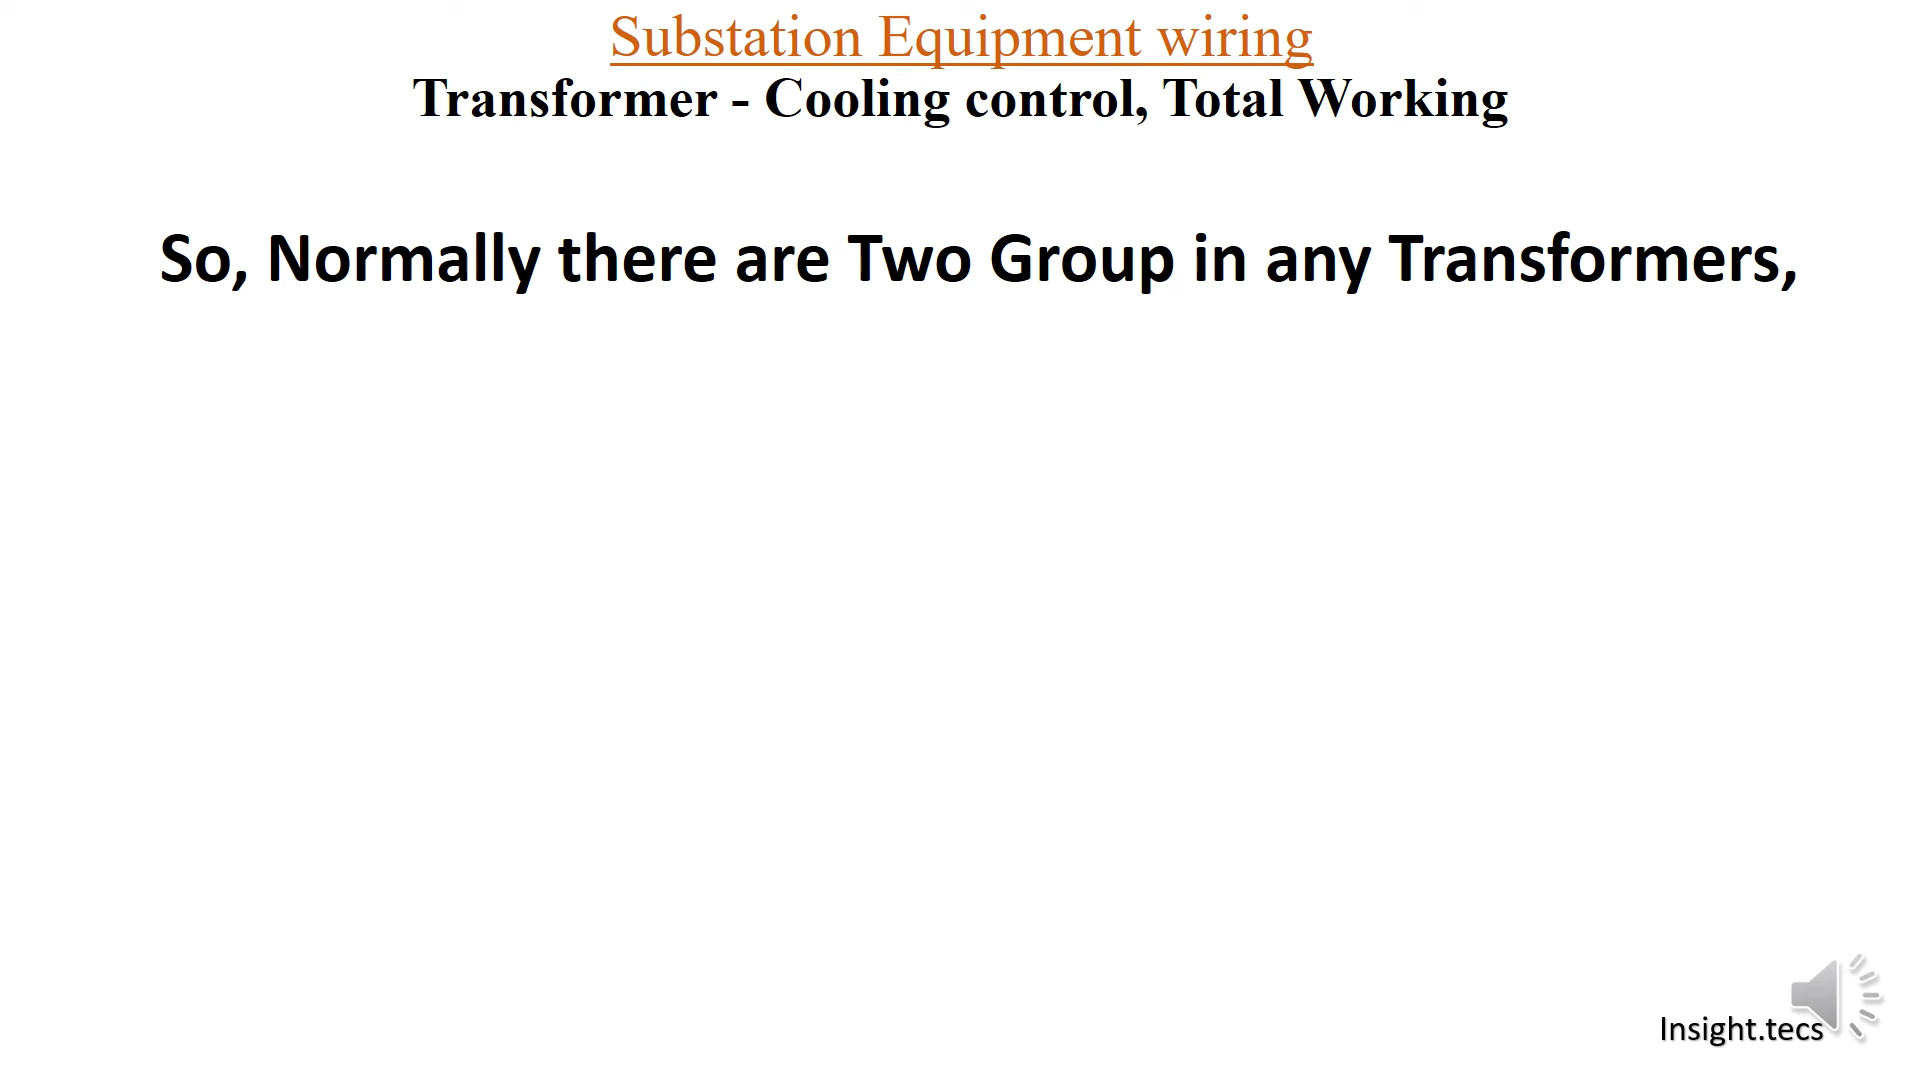 Substation Equipment wiring
Transformer - Cooling control, Total Working
So, Normally there are Two Group in any Transformers,
Insight.tecs